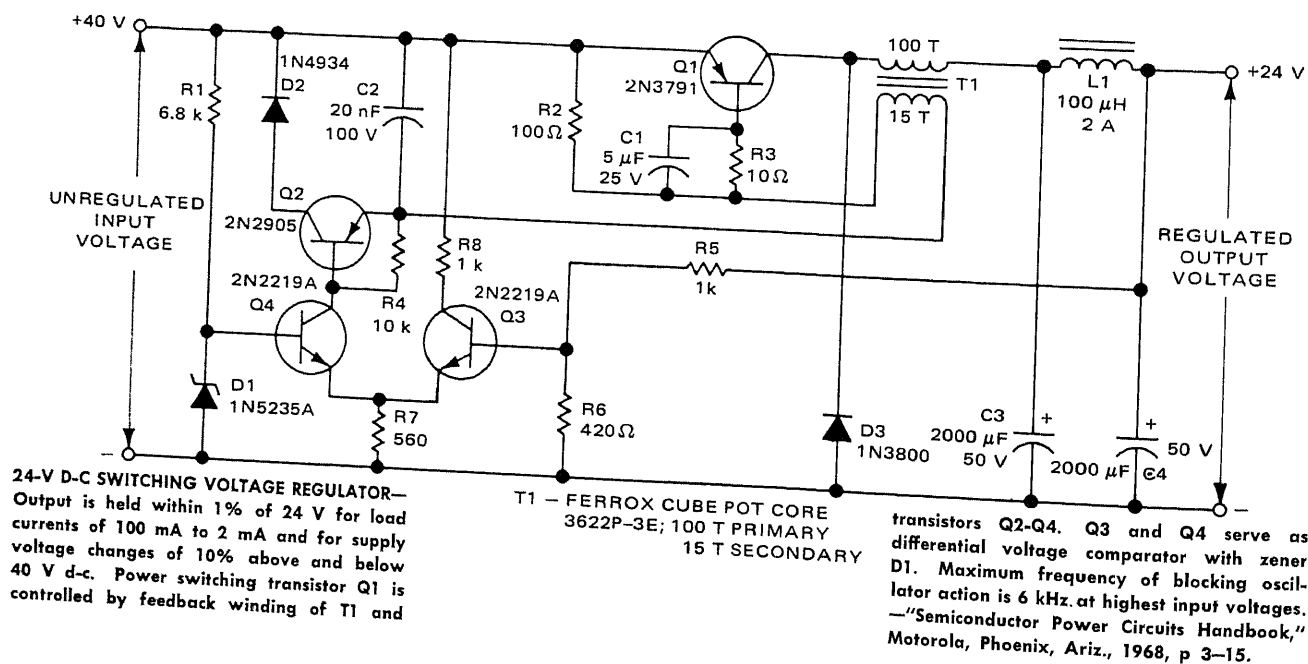 +40 V
1N4934
D2
R1
6.8 k
C2
20 nF
100 V
R2
100Ω
Q1
2N3791
C1
5 μF
25 V
R3
10Ω
100 T
T1
15 T
L1
100 μH
2 A
+24 V
UNREGULATED
INPUT
VOLTAGE
Q2
2N2905
R8
1 k
R5
1k
REGULATED
OUTPUT
VOLTAGE
2N2219A
Q4
R4
10 k
2N2219A
Q3
D1
1N5235A
R7
560
R6
420Ω
D3
1N3800
C3
2000 μF
50 V
+
+
50 V
2000 μF C4
–
–
24-V D-C SWITCHING VOLTAGE REGULATOR—
Output is held within 1% of 24 V for load
currents of 100 mA to 2 mA and for supply
voltage changes of 10% above and below
40 V d-c. Power switching transistor Q1 is
controlled by feedback winding of T1 and
T1 – FERROX CUBE POT CORE
3622P–3E; 100 T PRIMARY
15 T SECONDARY
transistors Q2-Q4. Q3 and Q4 serve as
differential voltage comparator with zener
D1. Maximum frequency of blocking oscil-
lator action is 6 kHz. at highest input voltages.
—"Semiconductor Power Circuits Handbook,"
Motorola, Phoenix, Ariz., 1968, p 3–15.